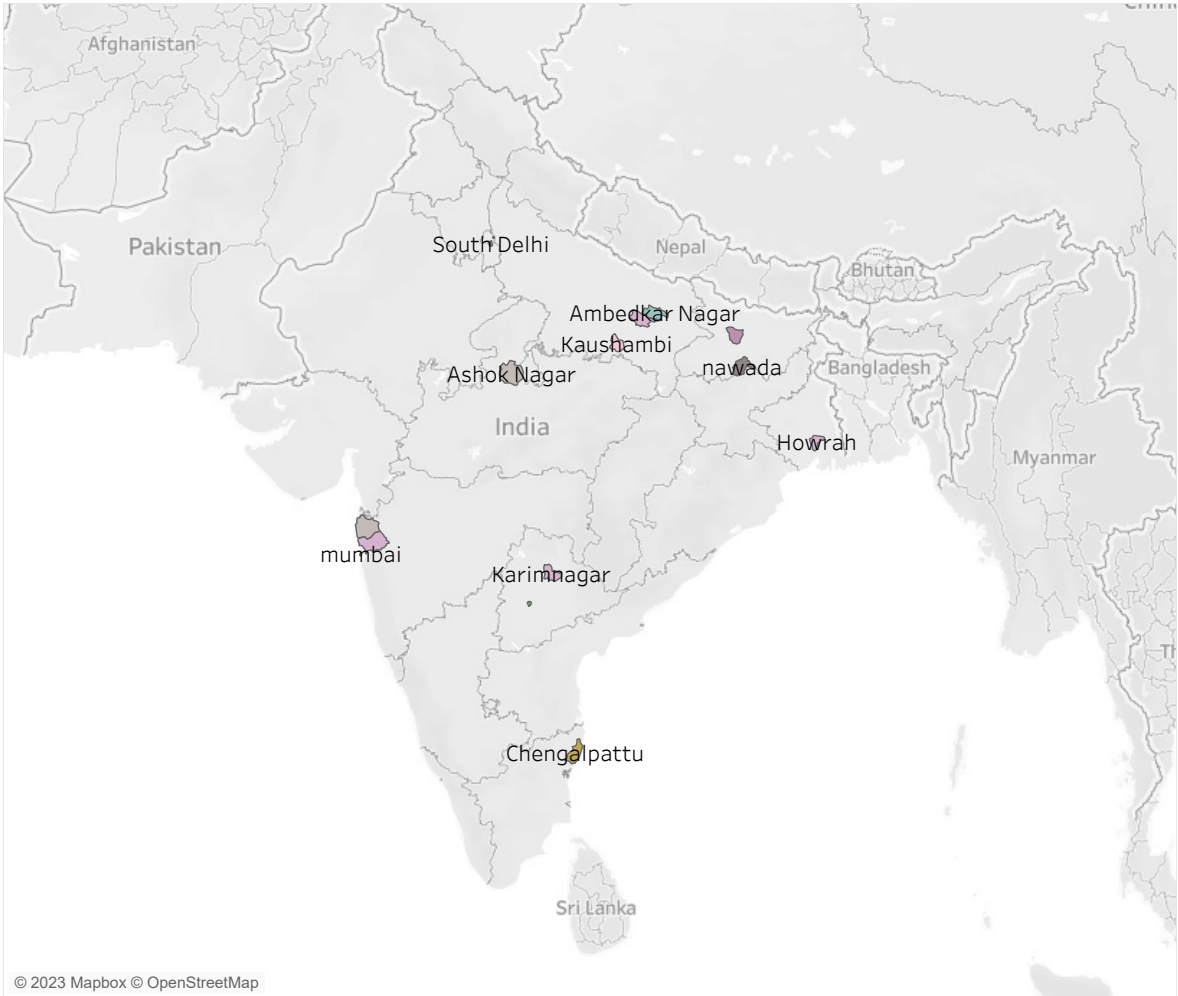 Afghanistan
Pakistan
South Delhi
Nepal
Bhutan
Ambedkar Nagar
Kaushambi
Ashok Nagar
nawada
Bangladesh
India
Howrah
Myanmar
mumbai
Karimnagar
Chengalpattu
Sri Lanka
© 2023 Mapbox © OpenStreetMap